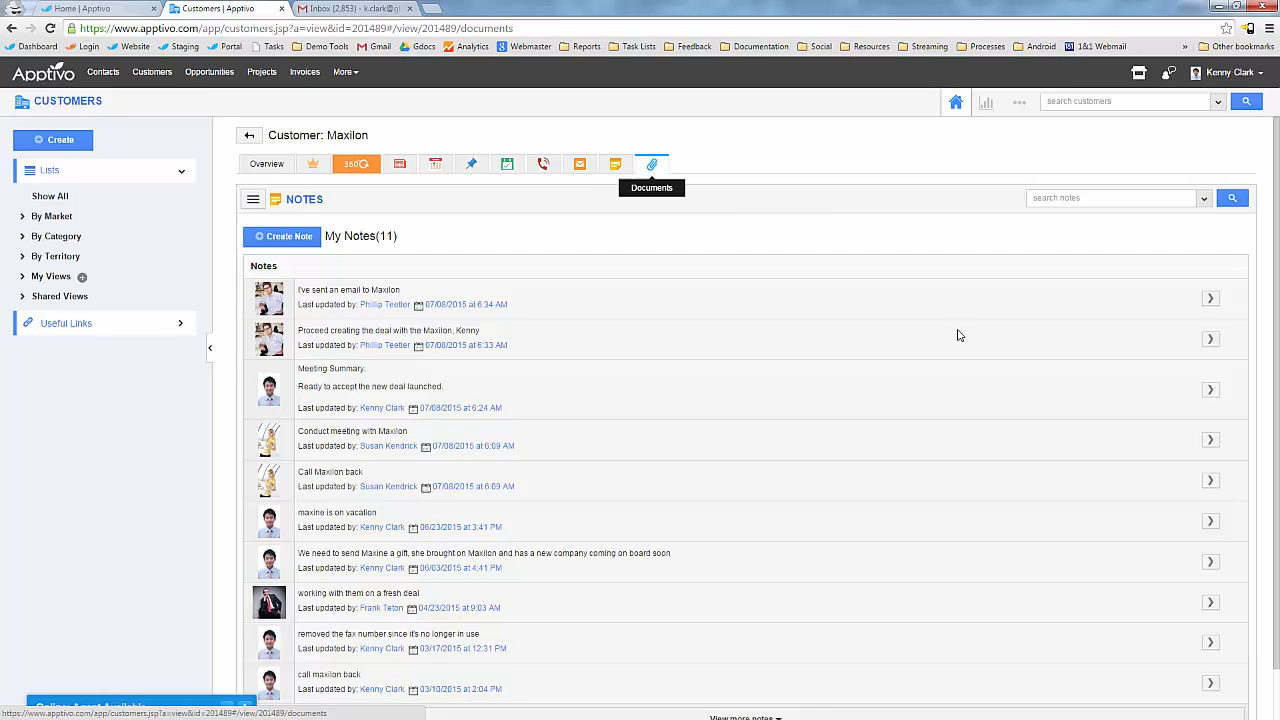 Home | Apptivo
Customers | Apptivo
Inbox (2,853) - k.clark@gl
https://www.apptivo.com/app/customers.jsp?a=view&id=201489#/view/201489/documents
Dashboard Login Website Staging Portal Tasks Demo Tools Gmail Gdocs Analytics Webmaster Reports Task Lists Feedback Documentation Social Resources Streaming Processes Android 1&1 Webmail » Other bookmarks
Apptivo Contacts Customers Opportunities Projects Invoices More Kenny Clark
CUSTOMERS
search customers
Create
Lists
Show All
By Market
By Category
By Territory
My Views
Shared Views
Useful Links
Customer: Maxilon
Overview 360
Documents
NOTES
search notes
Create Note My Notes(11)
Notes
I've sent an email to Maxilon
Last updated by: Phillip Teetler 07/08/2015 at 6:34 AM
Proceed creating the deal with the Maxilon, Kenny
Last updated by: Phillip Teetler 07/08/2015 at 6:33 AM
Meeting Summary:
Ready to accept the new deal launched.
Last updated by: Kenny Clark 07/08/2015 at 6:24 AM
Conduct meeting with Maxilon
Last updated by: Susan Kendrick 07/08/2015 at 6:09 AM
Call Maxilon back
Last updated by: Susan Kendrick 07/08/2015 at 6:09 AM
maxine is on vacation
Last updated by: Kenny Clark 06/23/2015 at 3:41 PM
We need to send Maxine a gift, she brought on Maxilon and has a new company coming on board soon
Last updated by: Kenny Clark 06/03/2015 at 4:41 PM
working with them on a fresh deal
Last updated by: Frank Teton 04/23/2015 at 9:03 AM
removed the fax number since it's no longer in use
Last updated by: Kenny Clark 03/17/2015 at 12:31 PM
call maxilon back
Last updated by: Kenny Clark 03/10/2015 at 2:04 PM
View more notes
Online: Agent Available
https://www.apptivo.com/app/customers.jsp?a=view&id=201489#/view/201489/documents